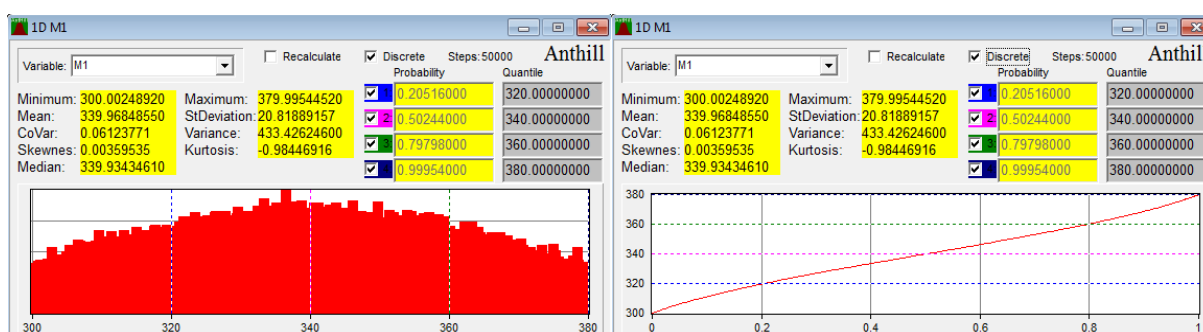 1D M1
Variable: M1 Recalculate Discrete Steps:50000 Anthill
Probability Quantile
Minimum: 300.00248920 Maximum: 379.99544520 1 0.20516000 320.00000000
Mean: 339.96848550 StDeviation: 20.81889157 2 0.50244000 340.00000000
CoVar: 0.06123771 Variance: 433.42624600 3 0.79798000 360.00000000
Skewnes: 0.00359535 Kurtosis: -0.98446916 4 0.99954000 380.00000000
Median: 339.93434610
300 320 340 360 380
1D M1
Variable: M1 Recalculate Discrete Steps:50000 Anthill
Probability Quantile
Minimum: 300.00248920 Maximum: 379.99544520 1 0.20516000 320.00000000
Mean: 339.96848550 StDeviation: 20.81889157 2 0.50244000 340.00000000
CoVar: 0.06123771 Variance: 433.42624600 3 0.79798000 360.00000000
Skewnes: 0.00359535 Kurtosis: -0.98446916 4 0.99954000 380.00000000
Median: 339.93434610
380
360
340
320
300
0 0.2 0.4 0.6 0.8 1